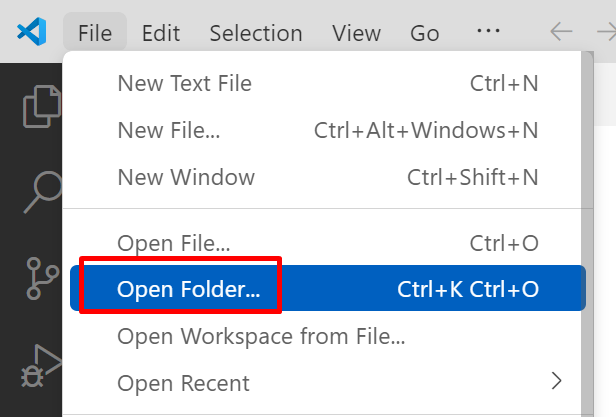 File Edit Selection View Go ...
New Text File Ctrl+N
New File... Ctrl+Alt+Windows+N
New Window Ctrl+Shift+N
Open File... Ctrl+O
Open Folder... Ctrl+K Ctrl+O
Open Workspace from File...
Open Recent